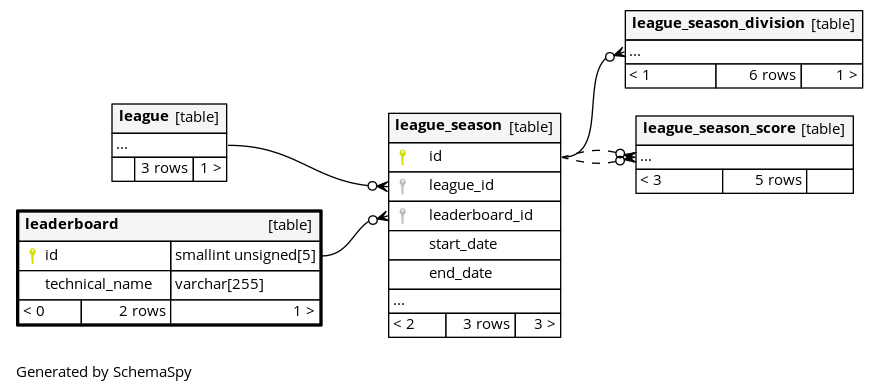 league_season_division [table]
...
< 1 6 rows 1 >
league [table]
...
3 rows 1 >
league_season [table]
id
league_id
leaderboard_id
start_date
end_date
...
< 2 3 rows 3 >
league_season_score [table]
...
< 3 5 rows
leaderboard [table]
id smallint unsigned[5]
technical_name varchar[255]
< 0 2 rows 1 >
Generated by SchemaSpy